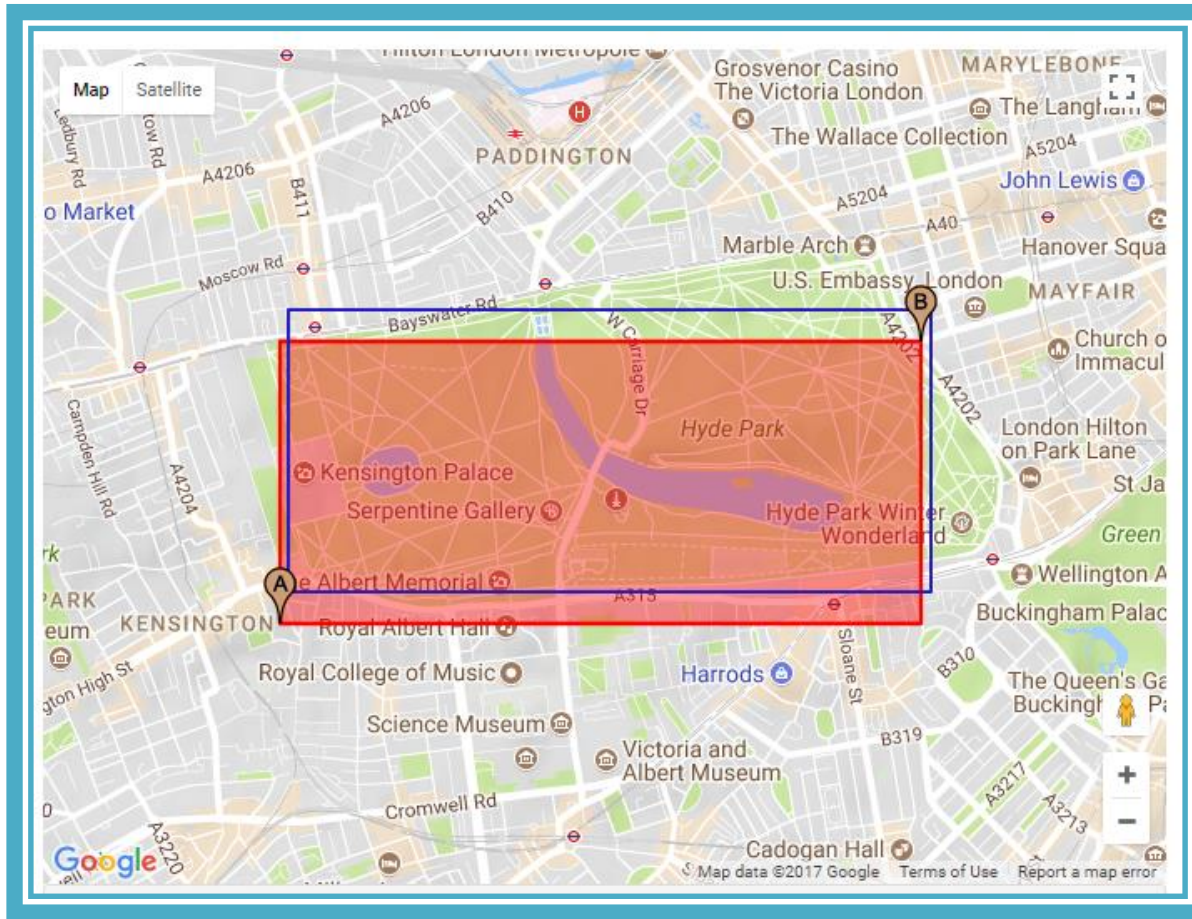 Hilton London Metropole
MARYLEBONE
Grosvenor Casino
The Victoria London
Map
Satellite
The Langham
A4206
The Wallace Collection
Ledbury Rd
PADDINGTON
A5204
A4206
B411
John Lewis
A5204
B410
o Market
A40
Marble Arch
Hanover Squa
Moscow Rd
U.S. Embassy, London
MAYFAIR
B
Bayswater Rd
W Carriage Dr
A4202
Church o
Immacul
A4202
Campden Hill Rd
Hyde Park
London Hilton
on Park Lane
A4204
Kensington Palace
St Ja
Serpentine Gallery
Hyde Park Winter
Wonderland
Green
rk
A
e Albert Memorial
Wellington A
PARK
A315
Buckingham Palac
KENSINGTON
eum
Royal Albert Hall
Sloane St
B310
Royal College of Music
Harrods
The Queen's Ga
Buckingh
Pa
gton High St
Science Museum
B319
Victoria and
Albert Museum
A3217
Cromwell Rd
A3213
A3220
Cadogan Hall
Google
Map data ©2017 Google
Terms of Use
Report a map error